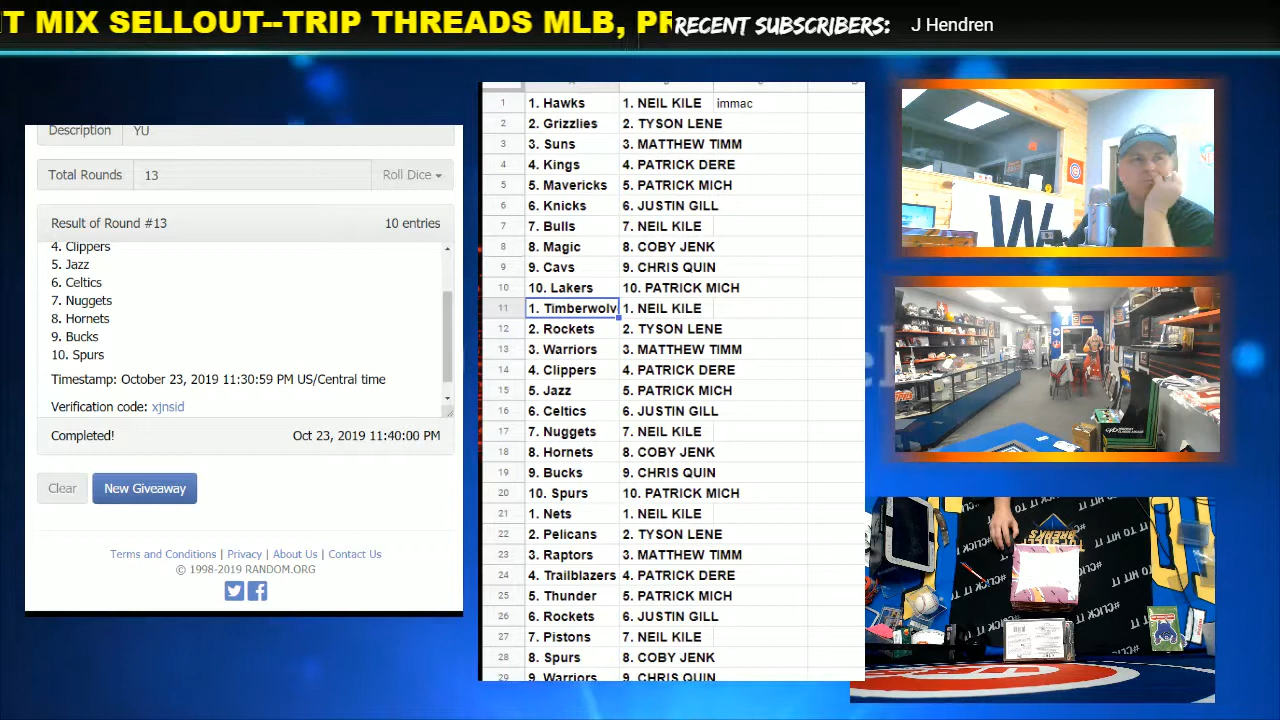 T MIX SELLOUT--TRIP THREADS MLB, PR
RECENT SUBSCRIBERS: J Hendren
Description YU
Total Rounds 13 Roll Dice
Result of Round #13 10 entries
4. Clippers
5. Jazz
6. Celtics
7. Nuggets
8. Hornets
9. Bucks
10. Spurs
Timestamp: October 23, 2019 11:30:59 PM US/Central time
Verification code: xjnsid
Completed! Oct 23, 2019 11:40:00 PM
Clear New Giveaway
Terms and Conditions | Privacy | About Us | Contact Us
© 1998-2019 RANDOM.ORG
1 1. Hawks 1. NEIL KILE immac
2 2. Grizzlies 2. TYSON LENE
3 3. Suns 3. MATTHEW TIMM
4 4. Kings 4. PATRICK DERE
5 5. Mavericks 5. PATRICK MICH
6 6. Knicks 6. JUSTIN GILL
7 7. Bulls 7. NEIL KILE
8 8. Magic 8. COBY JENK
9 9. Cavs 9. CHRIS QUIN
10 10. Lakers 10. PATRICK MICH
11 1. Timberwolv 1. NEIL KILE
12 2. Rockets 2. TYSON LENE
13 3. Warriors 3. MATTHEW TIMM
14 4. Clippers 4. PATRICK DERE
15 5. Jazz 5. PATRICK MICH
16 6. Celtics 6. JUSTIN GILL
17 7. Nuggets 7. NEIL KILE
18 8. Hornets 8. COBY JENK
19 9. Bucks 9. CHRIS QUIN
20 10. Spurs 10. PATRICK MICH
21 1. Nets 1. NEIL KILE
22 2. Pelicans 2. TYSON LENE
23 3. Raptors 3. MATTHEW TIMM
24 4. Trailblazers 4. PATRICK DERE
25 5. Thunder 5. PATRICK MICH
26 6. Rockets 6. JUSTIN GILL
27 7. Pistons 7. NEIL KILE
28 8. Spurs 8. COBY JENK
29 9. Warriors 9. CHRIS QUIN
W
BREAKS
#CLICK IT TO HIT IT